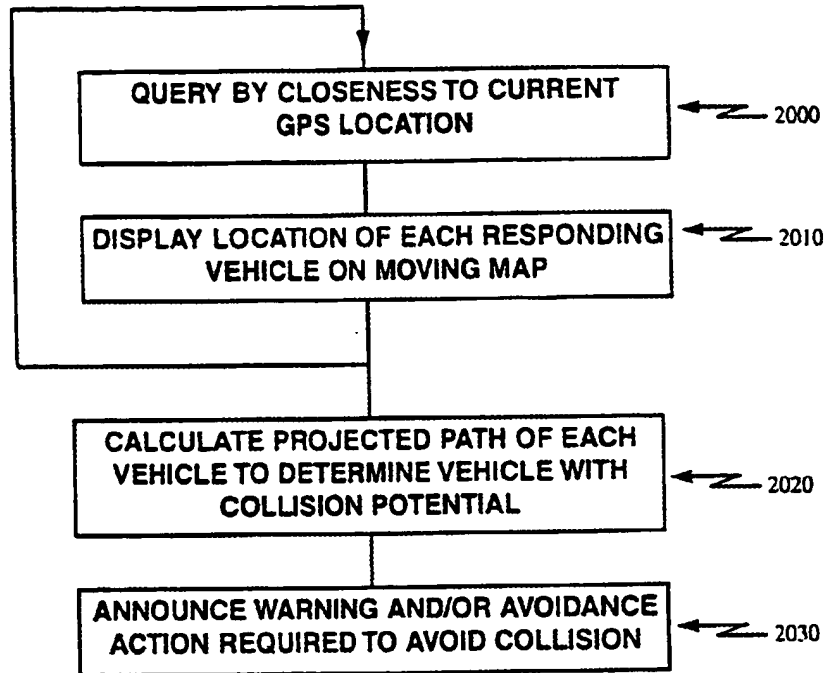 QUERY BY CLOSENESS TO CURRENT
GPS LOCATION
2000
DISPLAY LOCATION OF EACH RESPONDING
VEHICLE ON MOVING MAP
2010
CALCULATE PROJECTED PATH OF EACH
VEHICLE TO DETERMINE VEHICLE WITH
COLLISION POTENTIAL
2020
ANNOUNCE WARNING AND/OR AVOIDANCE
ACTION REQUIRED TO AVOID COLLISION
2030